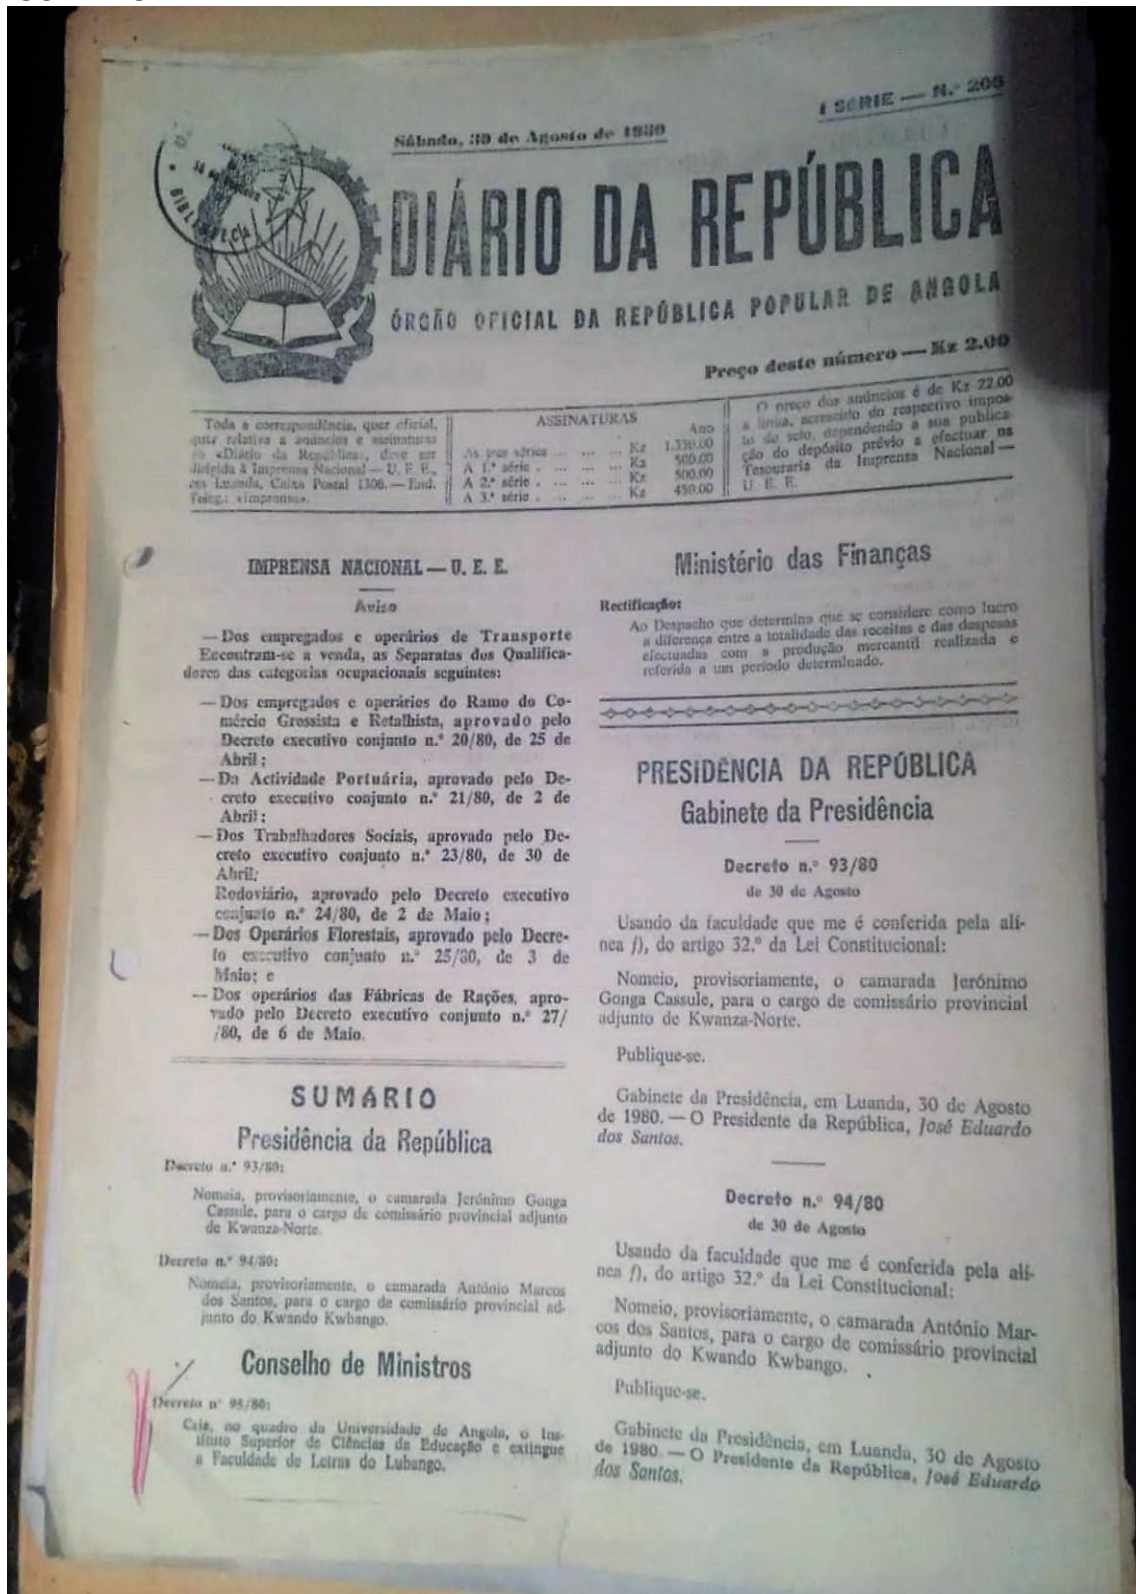 I SÉRIE — N.º 206
Sábado, 30 de Agosto de 1980
BIBLIOTECA
DIÁRIO DA REPÚBLICA
ÓRGÃO OFICIAL DA REPÚBLICA POPULAR DE ANGOLA
Preço deste número — Kz 2.00
Toda a correspondência, quer oficial,
quer relativa a anúncios e assinaturas
do «Diário da República», deve ser
dirigida à Imprensa Nacional — U. E. E.,
em Luanda, Caixa Postal 1306. — End.
Teleg.: «Imprensa».
ASSINATURAS
Ano
As três séries ... ... ... Kz 1.350.00
A 1.ª série . ... ... ... Kz 500.00
A 2.ª série . ... ... ... Kz 500.00
A 3.ª série . ... ... ... Kz 450.00
O preço dos anúncios é de Kz 22.00
a linha, acrescido do respectivo impos-
to de selo, dependendo a sua publica-
ção do depósito prévio a efectuar na
Tesouraria da Imprensa Nacional —
U. E. E.
IMPRENSA NACIONAL — U. E. E.
Aviso
— Dos empregados e operários de Transporte
Encontram-se a venda, as Separatas dos Qualifica-
dores das categorias ocupacionais seguintes:
— Dos empregados e operários do Ramo do Co-
mércio Grossista e Retalhista, aprovado pelo
Decreto executivo conjunto n.º 20/80, de 25 de
Abril;
— Da Actividade Portuária, aprovado pelo De-
creto executivo conjunto n.º 21/80, de 2 de
Abril;
— Dos Trabalhadores Sociais, aprovado pelo De-
creto executivo conjunto n.º 23/80, de 30 de
Abril;
Rodoviário, aprovado pelo Decreto executivo
conjunto n.º 24/80, de 2 de Maio;
— Dos Operários Florestais, aprovado pelo Decre-
to executivo conjunto n.º 25/80, de 3 de
Maio; e
— Dos operários das Fábricas de Rações, apro-
vado pelo Decreto executivo conjunto n.º 27/
/80, de 6 de Maio.
SUMÁRIO
Presidência da República
Decreto n.º 93/80:
Nomeia, provisoriamente, o camarada Jerónimo Gonga
Cassule, para o cargo de comissário provincial adjunto
de Kwanza-Norte.
Decreto n.º 94/80:
Nomeia, provisoriamente, o camarada António Marcos
dos Santos, para o cargo de comissário provincial ad-
junto do Kwando Kwbango.
Conselho de Ministros
Decreto n.º 95/80:
Cria, no quadro da Universidade de Angola, o Ins-
tituto Superior de Ciências da Educação e extingue
a Faculdade de Letras do Lubango.
Ministério das Finanças
Rectificação:
Ao Despacho que determina que se considere como lucro
a diferença entre a totalidade das receitas e das despesas
efectuadas com a produção mercantil realizada e
referida a um período determinado.
PRESIDÊNCIA DA REPÚBLICA
Gabinete da Presidência
Decreto n.º 93/80
de 30 de Agosto
Usando da faculdade que me é conferida pela alí-
nea f), do artigo 32.º da Lei Constitucional:
Nomeio, provisoriamente, o camarada Jerónimo
Gonga Cassule, para o cargo de comissário provincial
adjunto de Kwanza-Norte.
Publique-se.
Gabinete da Presidência, em Luanda, 30 de Agosto
de 1980. — O Presidente da República, José Eduardo
dos Santos.
Decreto n.º 94/80
de 30 de Agosto
Usando da faculdade que me é conferida pela alí-
nea f), do artigo 32.º da Lei Constitucional:
Nomeio, provisoriamente, o camarada António Mar-
cos dos Santos, para o cargo de comissário provincial
adjunto do Kwando Kwbango.
Publique-se.
Gabinete da Presidência, em Luanda, 30 de Agosto
de 1980. — O Presidente da República, José Eduardo
dos Santos.